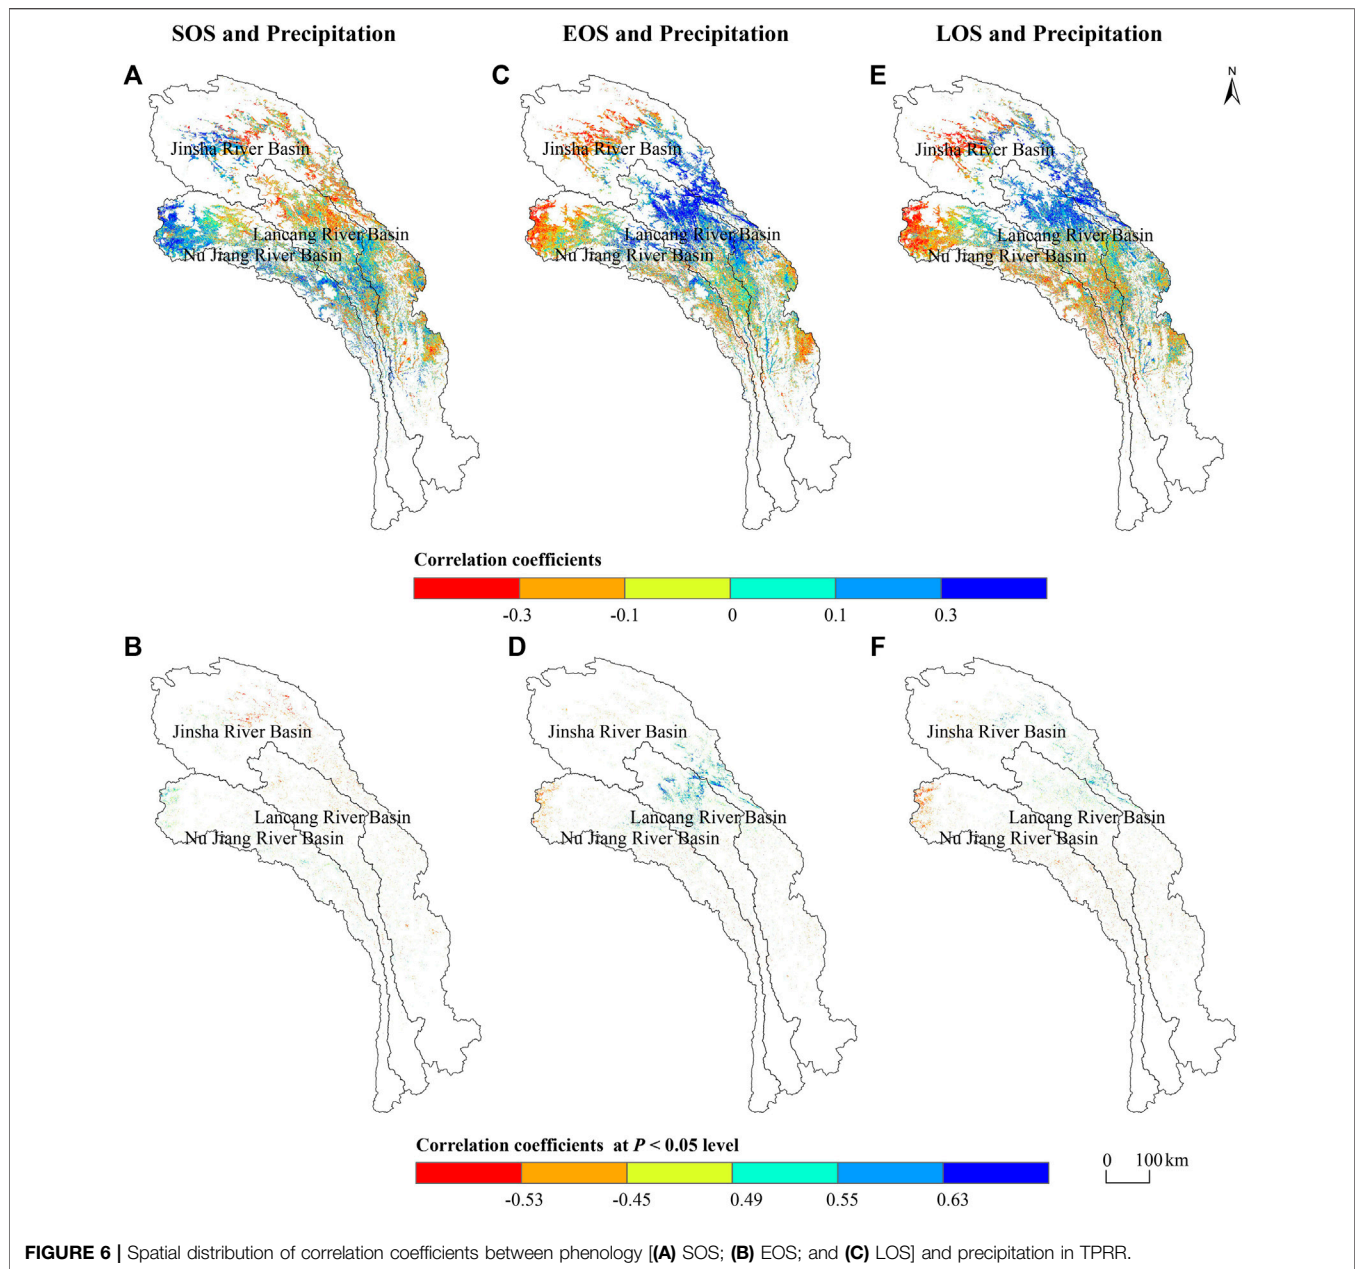 SOS and Precipitation
EOS and Precipitation
LOS and Precipitation
A
C
E
N
Jinsha River Basin
Lancang River Basin
Nu Jiang River Basin
Jinsha River Basin
Lancang River Basin
Nu Jiang River Basin
Jinsha River Basin
Lancang River Basin
Nu Jiang River Basin
Correlation coefficients
-0.3 -0.1 0 0.1 0.3
B
D
F
Jinsha River Basin
Lancang River Basin
Nu Jiang River Basin
Jinsha River Basin
Lancang River Basin
Nu Jiang River Basin
Jinsha River Basin
Lancang River Basin
Nu Jiang River Basin
Correlation coefficients at P < 0.05 level
-0.53 -0.45 0.49 0.55 0.63
0 100 km
FIGURE 6 | Spatial distribution of correlation coefficients between phenology [(A) SOS; (B) EOS; and (C) LOS] and precipitation in TPRR.